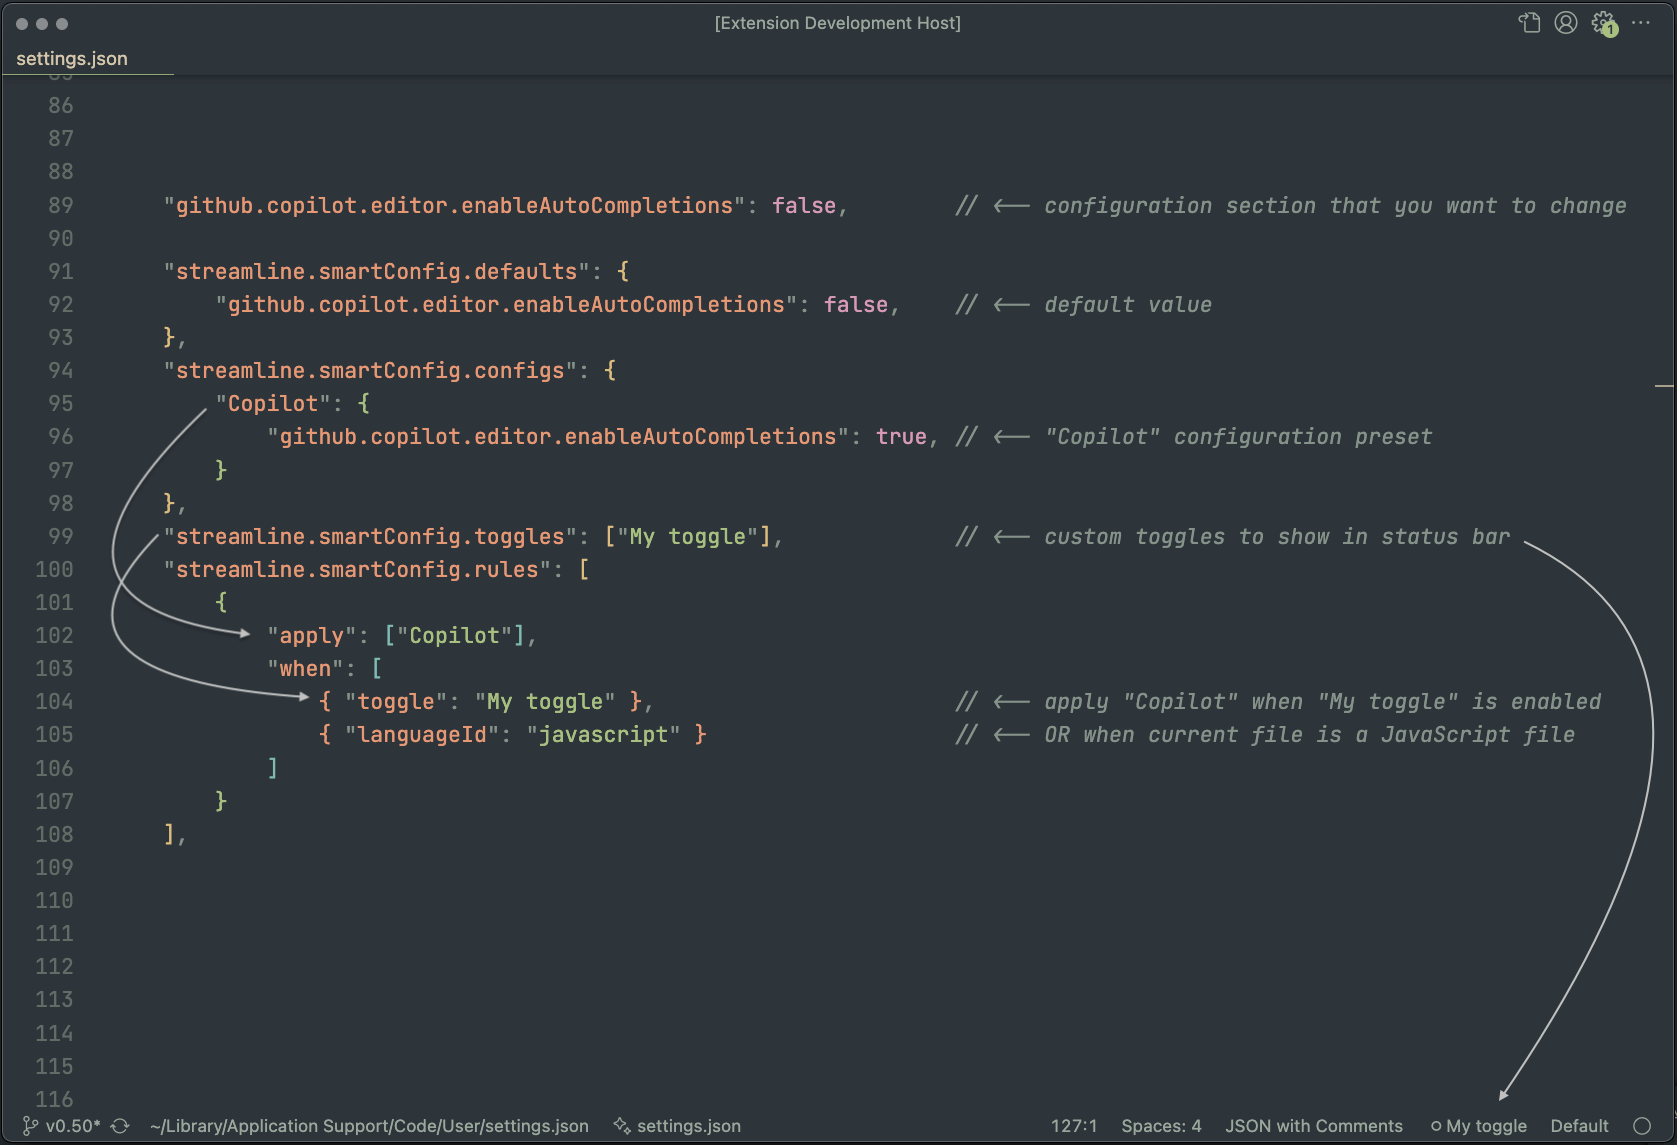 [Extension Development Host]
1
settings.json
85
86
87
88
89 "github.copilot.editor.enableAutoCompletions": false, // <-- configuration section that you want to change
90
91 "streamline.smartConfig.defaults": {
92 "github.copilot.editor.enableAutoCompletions": false, // <-- default value
93 },
94 "streamline.smartConfig.configs": {
95 "Copilot": {
96 "github.copilot.editor.enableAutoCompletions": true, // <-- "Copilot" configuration preset
97 }
98 },
99 "streamline.smartConfig.toggles": ["My toggle"], // <-- custom toggles to show in status bar
100 "streamline.smartConfig.rules": [
101 {
102 "apply": ["Copilot"],
103 "when": [
104 { "toggle": "My toggle" }, // <-- apply "Copilot" when "My toggle" is enabled
105 { "languageId": "javascript" } // <-- OR when current file is a JavaScript file
106 ]
107 }
108 ],
109
110
111
112
113
114
115
116
v0.50* ~/Library/Application Support/Code/User/settings.json settings.json 127:1 Spaces: 4 JSON with Comments My toggle Default